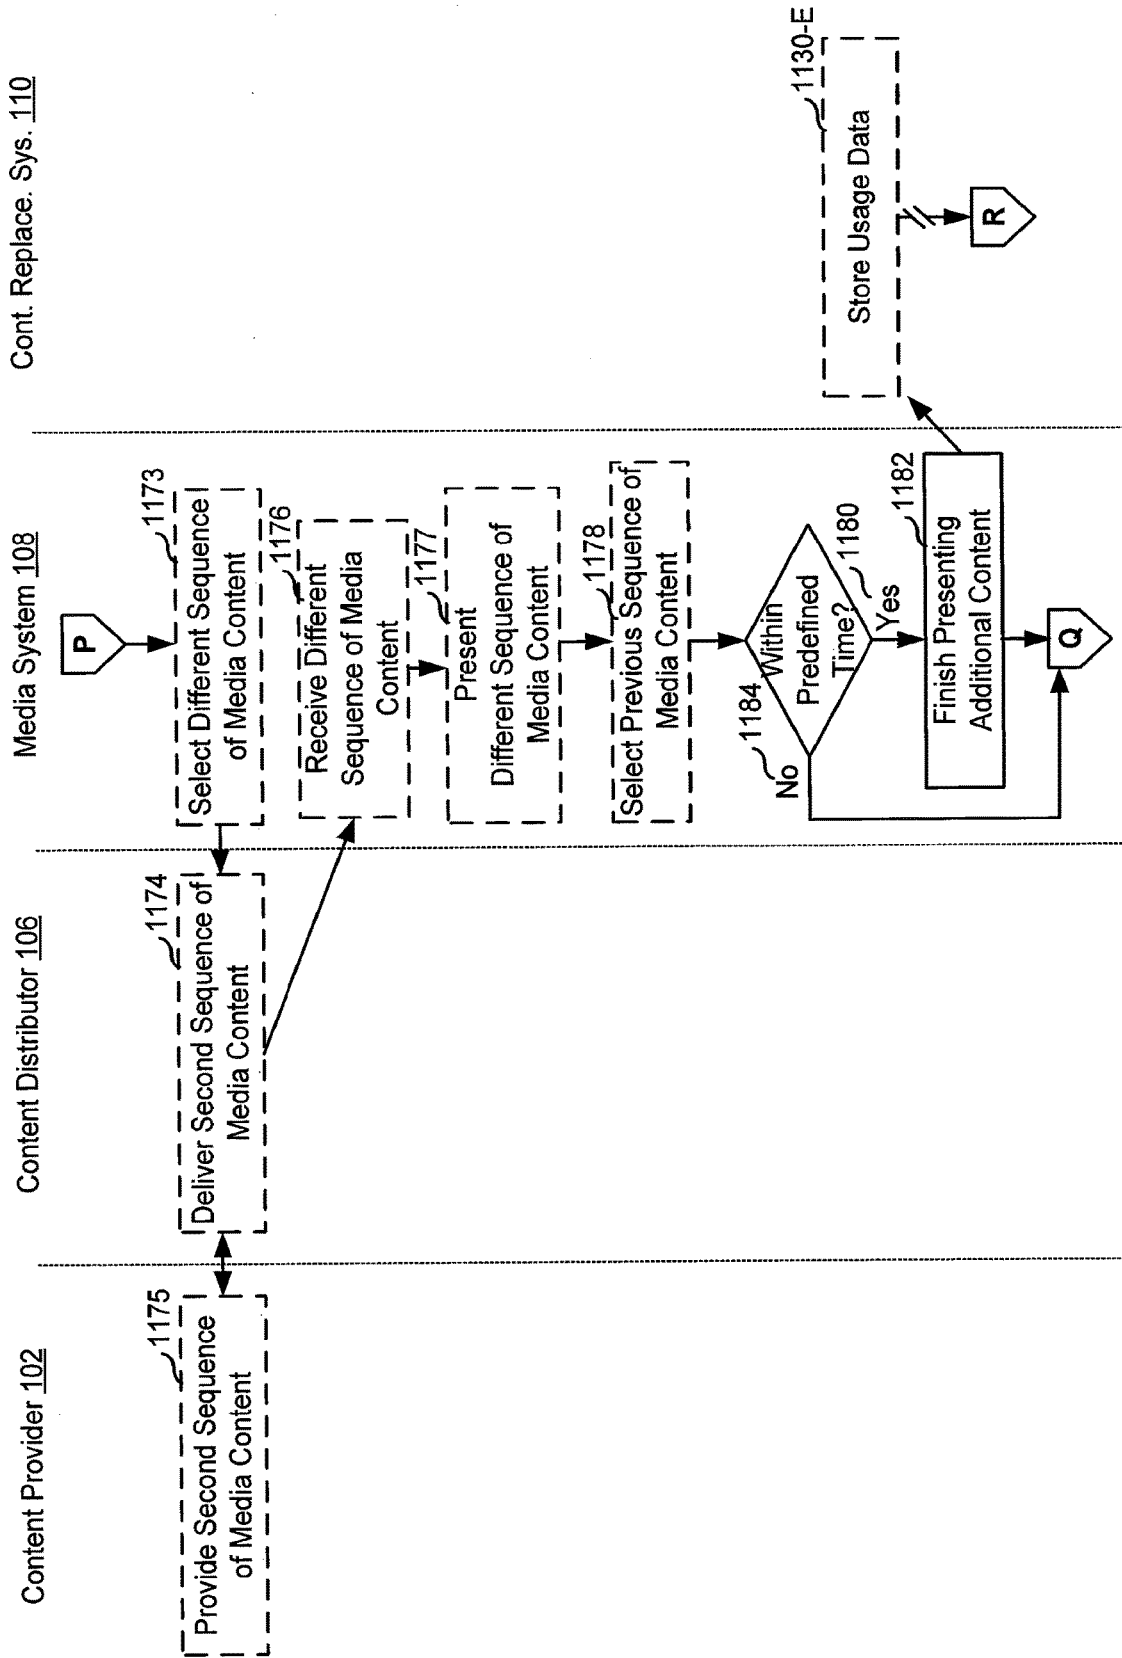 Content Provider 102
Content Distributor 106
Media System 108
Cont. Replace. Sys. 110
P
1175
Provide Second Sequence
of Media Content
1174
Deliver Second Sequence of
Media Content
1173
Select Different Sequence
of Media Content
1176
Receive Different
Sequence of Media
Content
1177
Present
Different Sequence of
Media Content
1178
Select Previous Sequence of
Media Content
1184
No
Within
Predefined
Time?
1180
Yes
1182
Finish Presenting
Additional Content
Q
1130-E
Store Usage Data
R